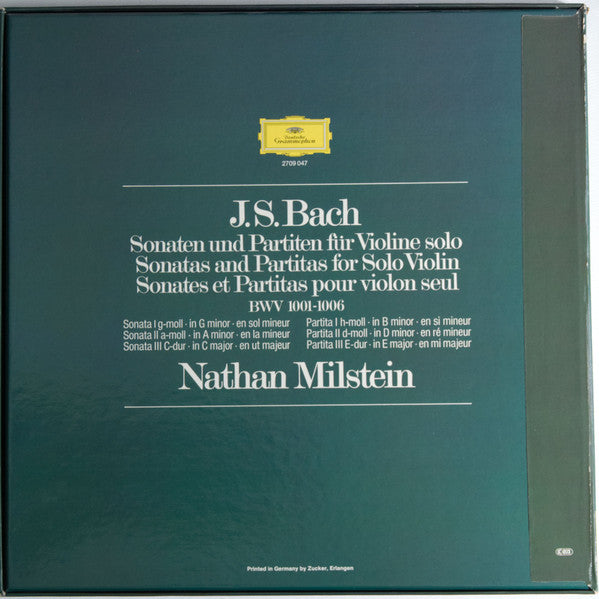 Deutsche
Grammophon
2709 047
J.S. Bach
Sonaten und Partiten für Violine solo
Sonatas and Partitas for Solo Violin
Sonates et Partitas pour violon seul
BWV 1001-1006
Sonata I g-moll · in G minor · en sol mineur Partita I h-moll · in B minor · en si mineur
Sonata II a-moll · in A minor · en la mineur Partita II d-moll · in D minor · en ré mineur
Sonata III C-dur · in C major · en ut majeur Partita III E-dur · in E major · en mi majeur
Nathan Milstein
Printed in Germany by Zucker, Erlangen